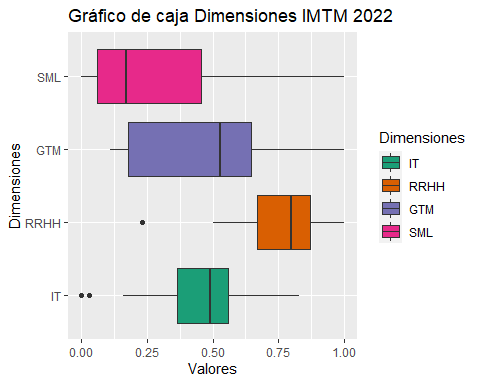 Gráfico de caja Dimensiones IMTM 2022
SML
GTM
RRHH
IT
Dimensiones
0.00 0.25 0.50 0.75 1.00
Valores
Dimensiones
IT
RRHH
GTM
SML